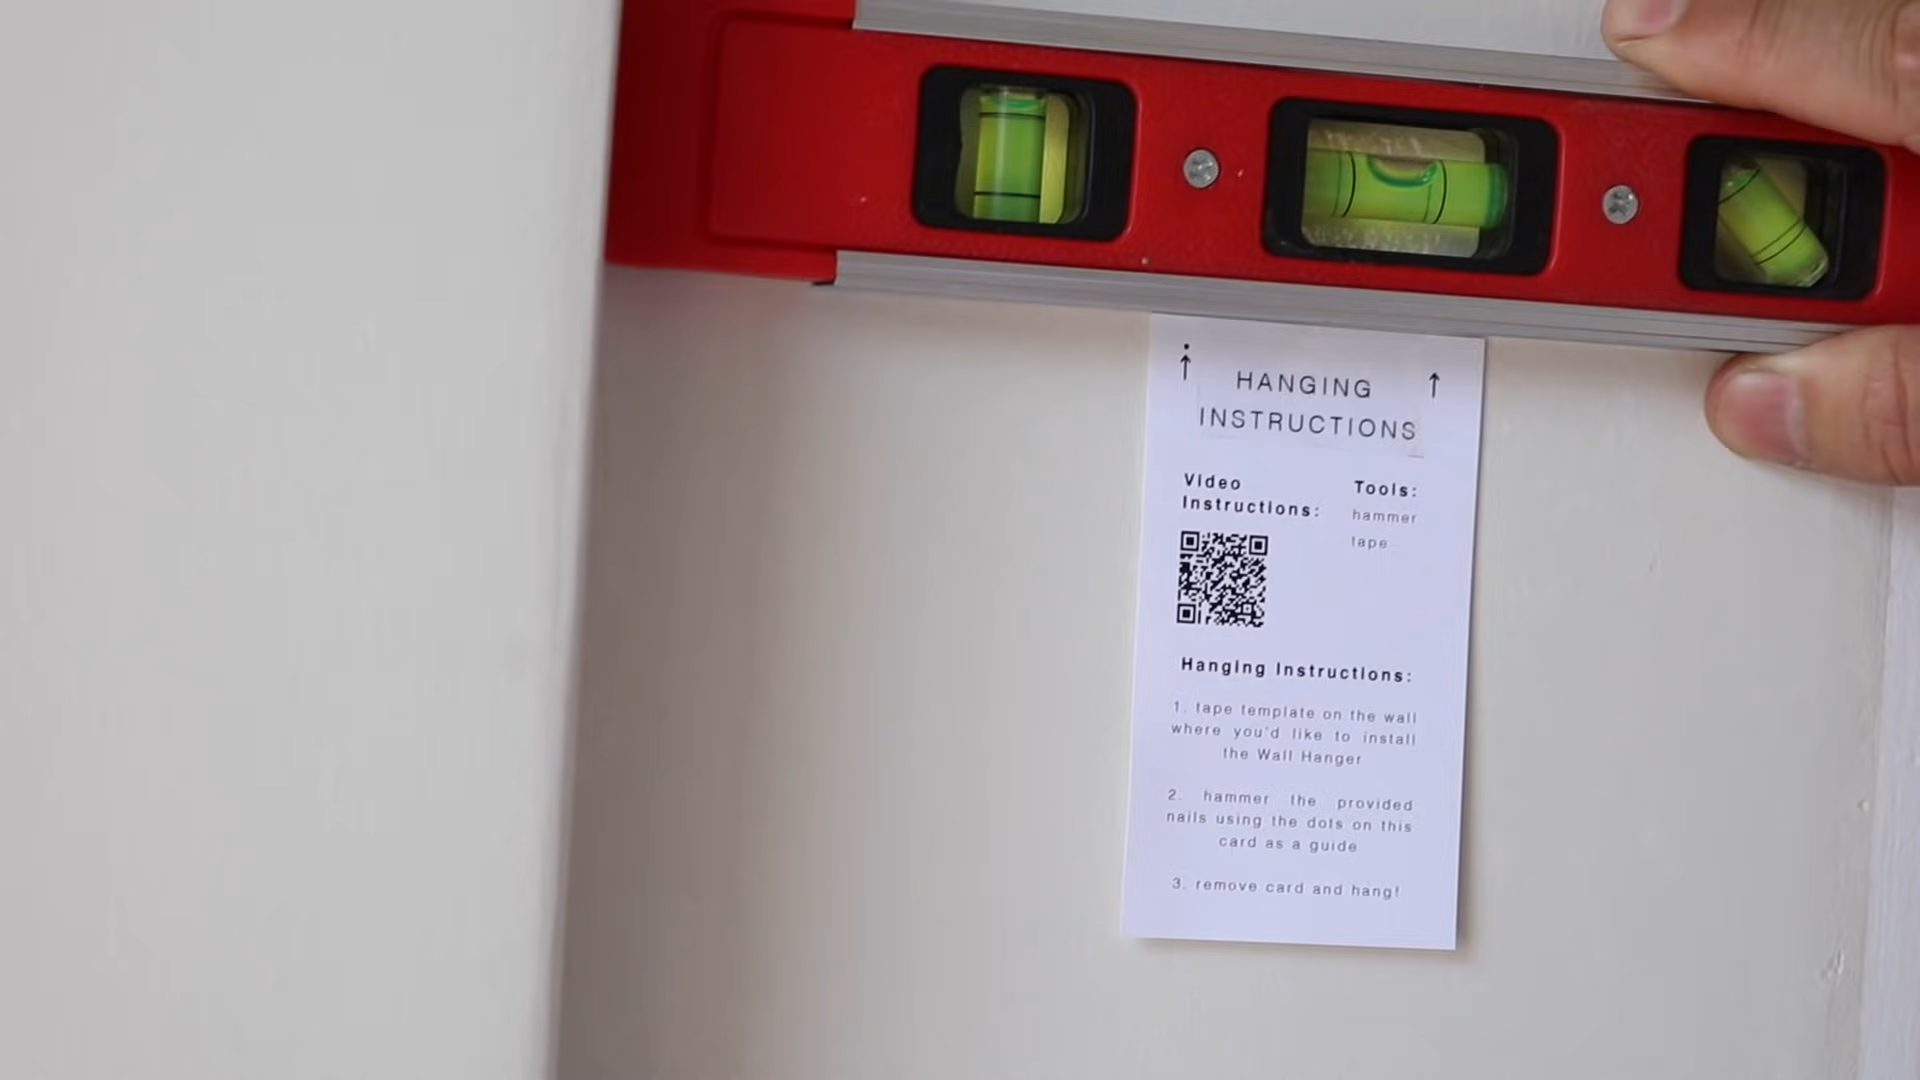 HANGING
INSTRUCTIONS
Video
Instructions:
Tools:
hammer
tape
Hanging Instructions:
1. tape template on the wall
where you'd like to install
the Wall Hanger
2. hammer the provided
nails using the dots on this
card as a guide
3. remove card and hang!